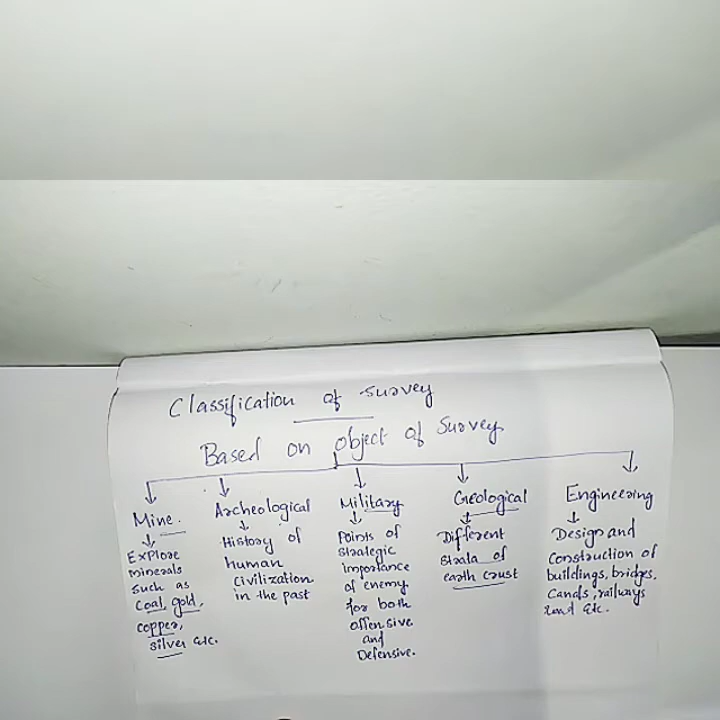 Classification of survey
Based on object of Survey
Mine.
Explore
minerals
such as
Coal, gold,
copper,
silver etc.
Archeological
History of
human
civilization
in the past
Military
Points of
strategic
importance
of enemy
for both
offensive
and
Defensive.
Geological
Different
strata of
earth crust
Engineering
Design and
Construction of
buildings, bridges,
Canals, railways
and etc.